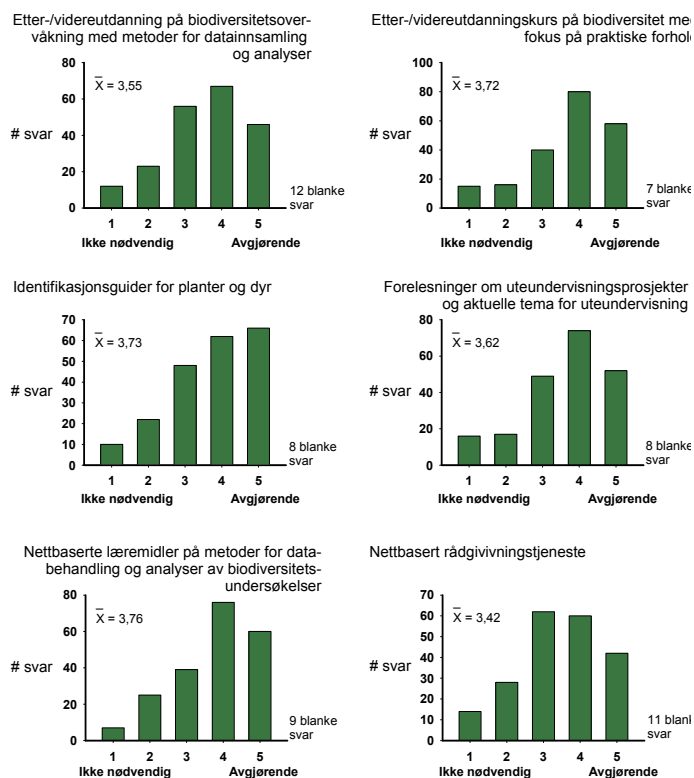 Etter-/videreutdanning på biodiversitetsover-
våkning med metoder for datainnsamling
og analyser
80
60
40
20
0
# svar
X = 3,55
12 blanke
svar
1 2 3 4 5
Ikke nødvendig Avgjørende
Etter-/videreutdanningskurs på biodiversitet med
fokus på praktiske forhold
100
80
60
40
20
0
# svar
X = 3,72
7 blanke
svar
1 2 3 4 5
Ikke nødvendig Avgjørende
Identifikasjonsguider for planter og dyr
70
60
50
40
30
20
10
0
# svar
X = 3,73
8 blanke
svar
1 2 3 4 5
Ikke nødvendig Avgjørende
Forelesninger om uteundervisningsprosjekter
og aktuelle tema for uteundervisning
80
60
40
20
0
# svar
X = 3,62
8 blanke
svar
1 2 3 4 5
Ikke nødvendig Avgjørende
Nettbaserte læremidler på metoder for data-
behandling og analyser av biodiversitets-
undersøkelser
80
60
40
20
0
# svar
X = 3,76
9 blanke
svar
1 2 3 4 5
Ikke nødvendig Avgjørende
Nettbasert rådgivivningstjeneste
70
60
50
40
30
20
10
0
# svar
X = 3,42
11 blanke
svar
1 2 3 4 5
Ikke nødvendig Avgjørende